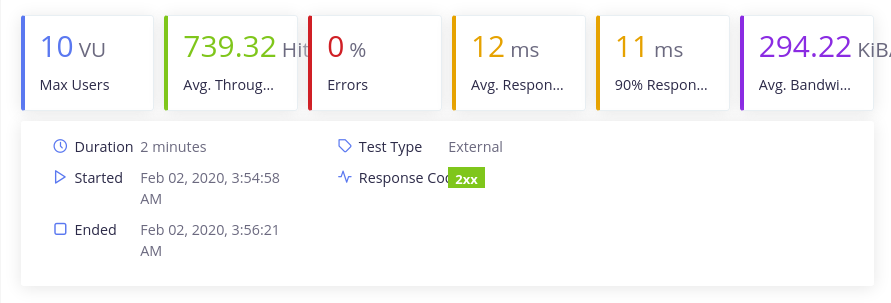 10 VU
Max Users
739.32 Hit
Avg. Throug...
0 %
Errors
12 ms
Avg. Respon...
11 ms
90% Respon...
294.22 KiB/
Avg. Bandwi...
Duration 2 minutes
Started Feb 02, 2020, 3:54:58
AM
Ended Feb 02, 2020, 3:56:21
AM
Test Type External
Response Coc 2xx